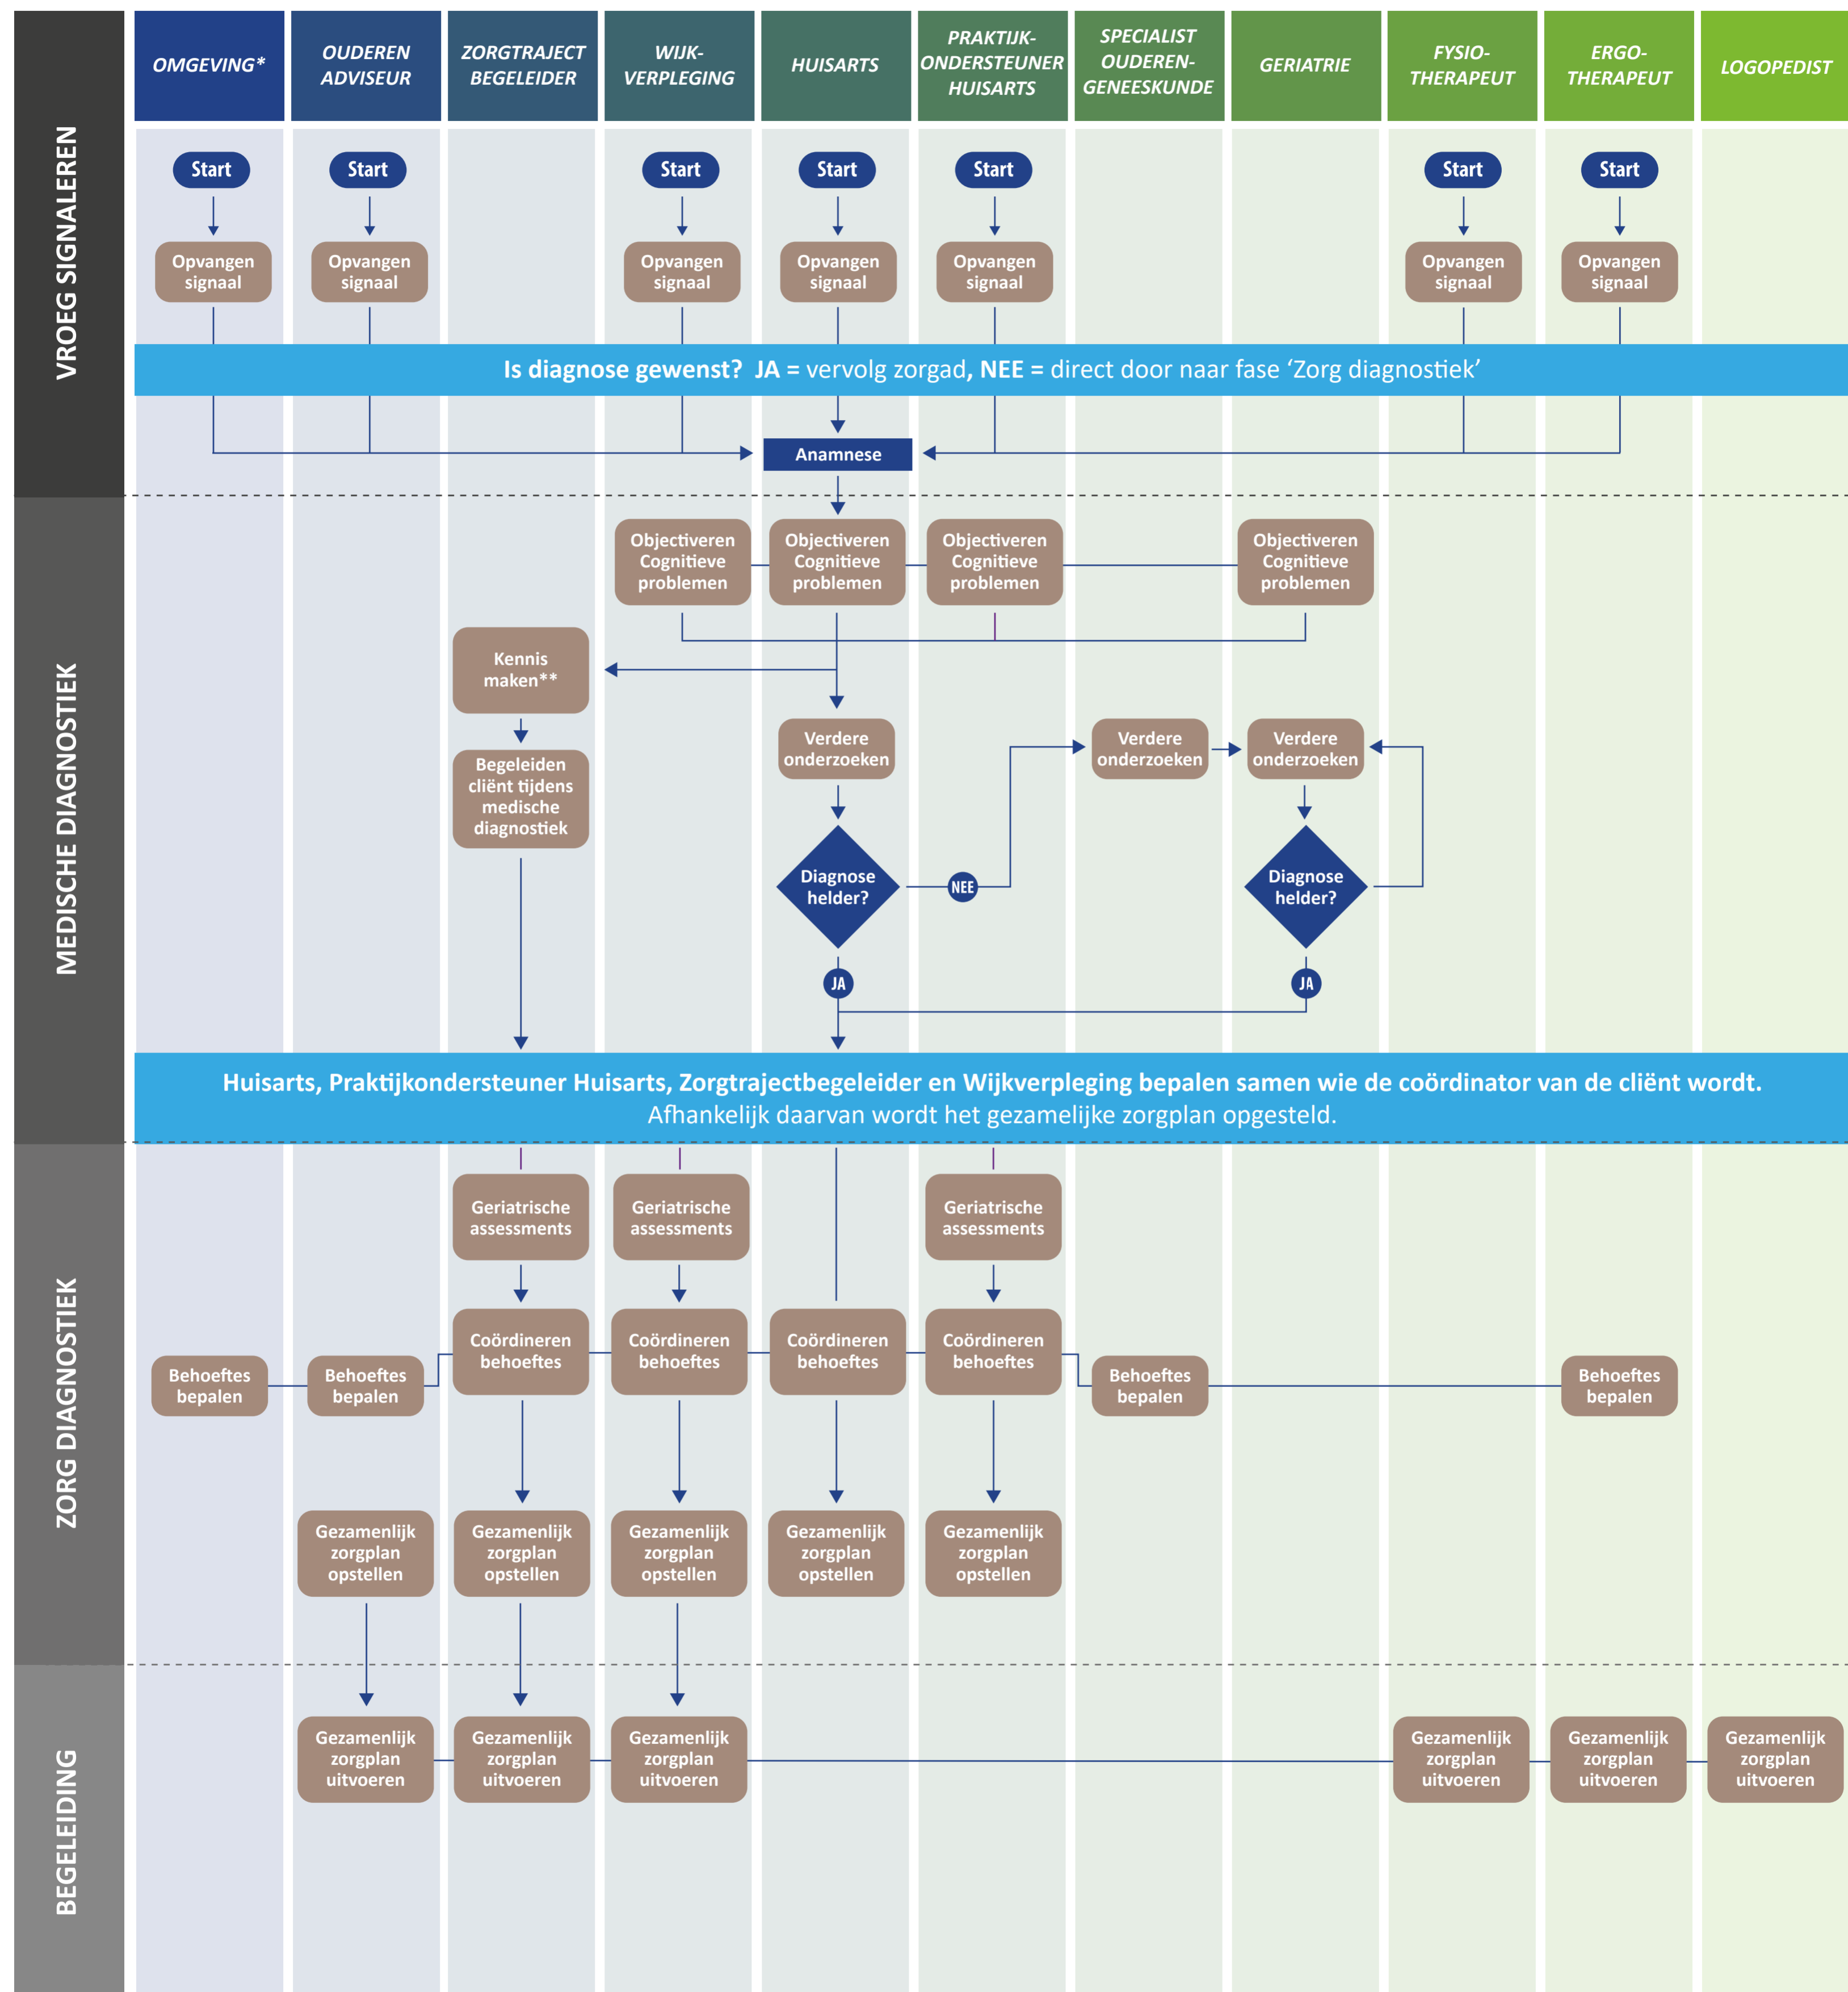 OMGEVING*
OUDEREN
ADVISEUR
ZORGTRAJECT
BEGELEIDER
WIJK-
VERPLEGING
HUISARTS
PRAKTIJK-
ONDERSTEUNER
HUISARTS
SPECIALIST
OUDEREN-
GENEESKUNDE
GERIATRIE
FYSIO-
THERAPEUT
ERGO-
THERAPEUT
LOGOPEDIST
VROEG SIGNALEREN
Start
Start
Start
Start
Start
Start
Start
Opvangen
signaal
Opvangen
signaal
Opvangen
signaal
Opvangen
signaal
Opvangen
signaal
Opvangen
signaal
Opvangen
signaal
Is diagnose gewenst? JA = vervolg zorgad, NEE = direct door naar fase ‘Zorg diagnostiek’
Anamnese
MEDISCHE DIAGNOSTIEK
Objectiveren
Cognitieve
problemen
Objectiveren
Cognitieve
problemen
Objectiveren
Cognitieve
problemen
Objectiveren
Cognitieve
problemen
Kennis
maken**
Verdere
onderzoeken
Verdere
onderzoeken
Verdere
onderzoeken
Begeleiden
cliënt tijdens
medische
diagnostiek
Diagnose
helder?
NEE
Diagnose
helder?
JA
JA
Huisarts, Praktijkondersteuner Huisarts, Zorgtrajectbegeleider en Wijkverpleging bepalen samen wie de coördinator van de cliënt wordt.
Afhankelijk daarvan wordt het gezamelijke zorgplan opgesteld.
ZORG DIAGNOSTIEK
Geriatrische
assessments
Geriatrische
assessments
Geriatrische
assessments
Coördineren
behoeftes
Coördineren
behoeftes
Coördineren
behoeftes
Coördineren
behoeftes
Behoeftes
bepalen
Behoeftes
bepalen
Behoeftes
bepalen
Behoeftes
bepalen
Gezamenlijk
zorgplan
opstellen
Gezamenlijk
zorgplan
opstellen
Gezamenlijk
zorgplan
opstellen
Gezamenlijk
zorgplan
opstellen
Gezamenlijk
zorgplan
opstellen
BEGELEIDING
Gezamenlijk
zorgplan
uitvoeren
Gezamenlijk
zorgplan
uitvoeren
Gezamenlijk
zorgplan
uitvoeren
Gezamenlijk
zorgplan
uitvoeren
Gezamenlijk
zorgplan
uitvoeren
Gezamenlijk
zorgplan
uitvoeren